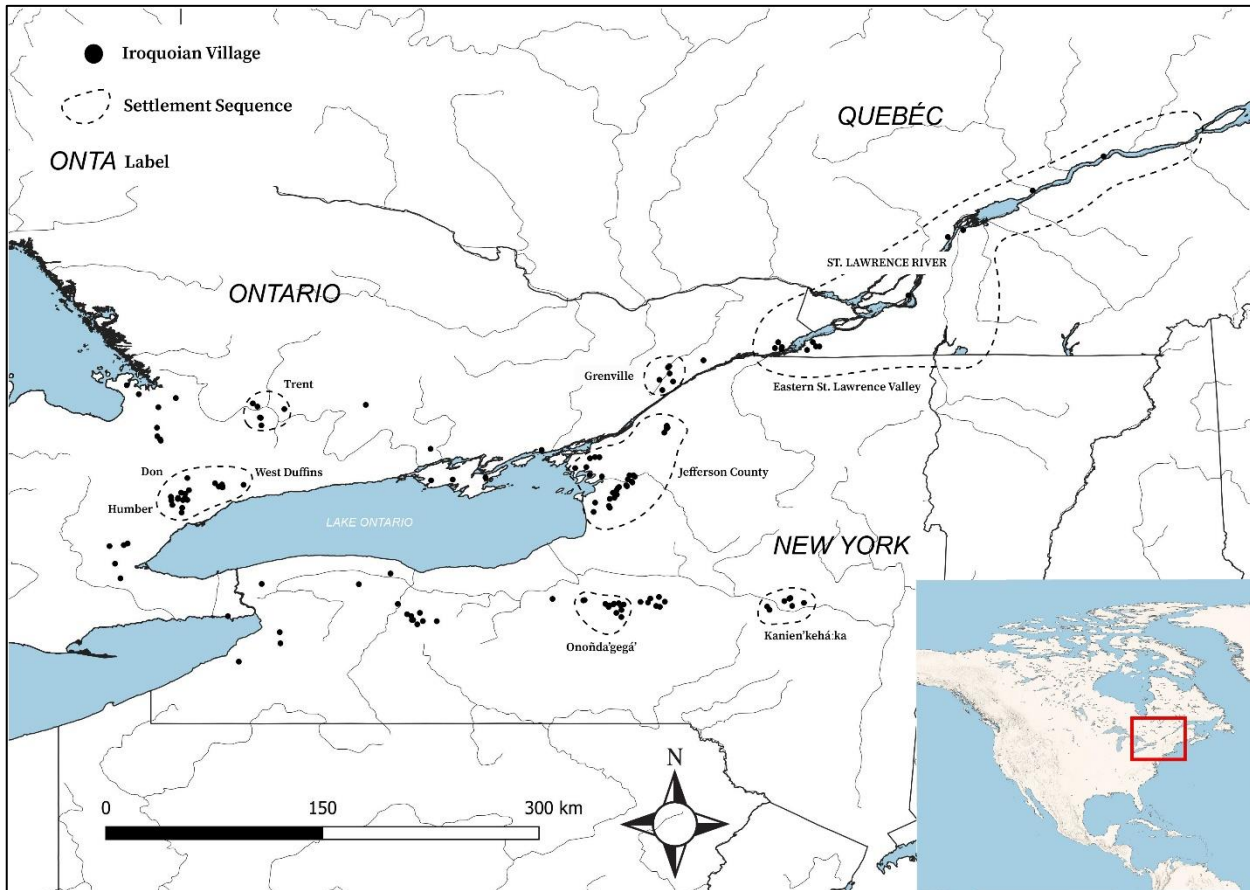 Iroquoian Village
Settlement Sequence
ONTA Label
QUEBÉC
ST. LAWRENCE RIVER
ONTARIO
Trent
Grenville
Eastern St. Lawrence Valley
Don
West Duffins
Humber
Jefferson County
LAKE ONTARIO
NEW YORK
Onoñda'gegá'
Kanien'kehá:ka
N
0
150
300 km